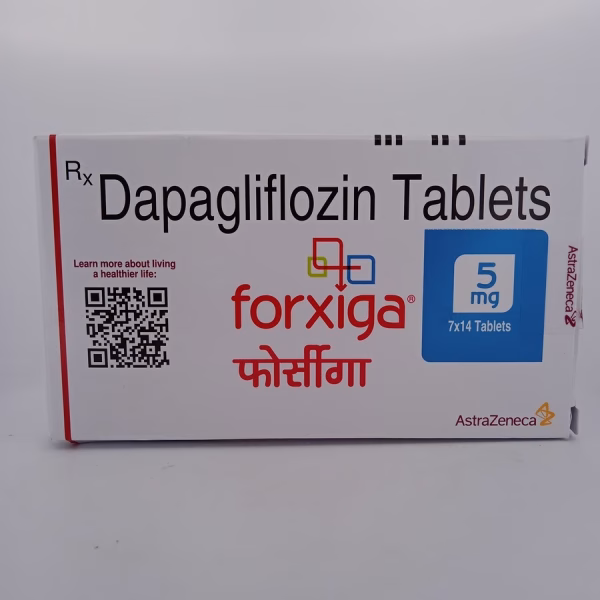 Rx Dapagliflozin Tablets
Learn more about living
a healthier life:
forxiga®
फोर्सीगा
5
mg
7x14 Tablets
AstraZeneca
AstraZeneca